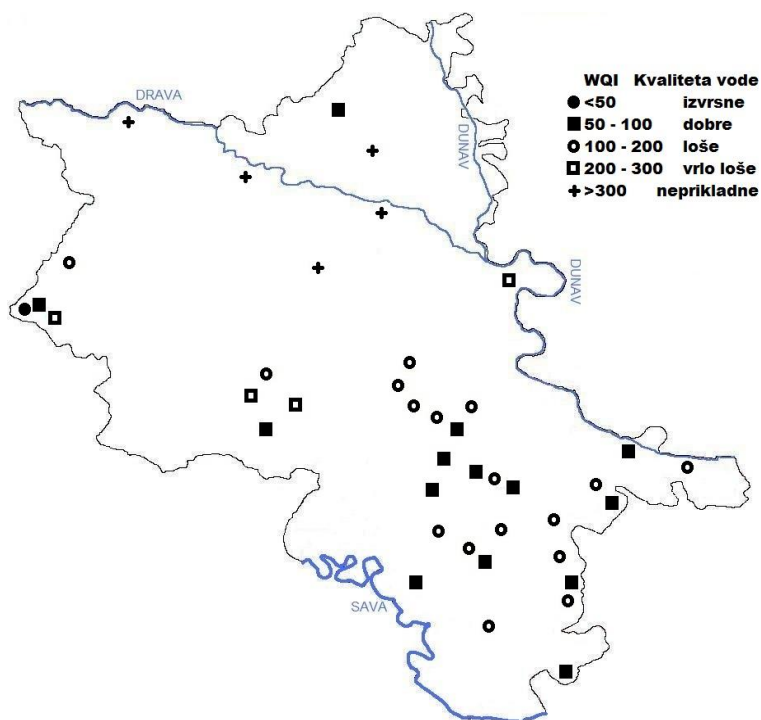 DRAVA
DUNAV
WQI Kvaliteta vode
<50 izvrsne
50 - 100 dobre
100 - 200 loše
200 - 300 vrlo loše
>300 neprikladne
DUNAV
SAVA